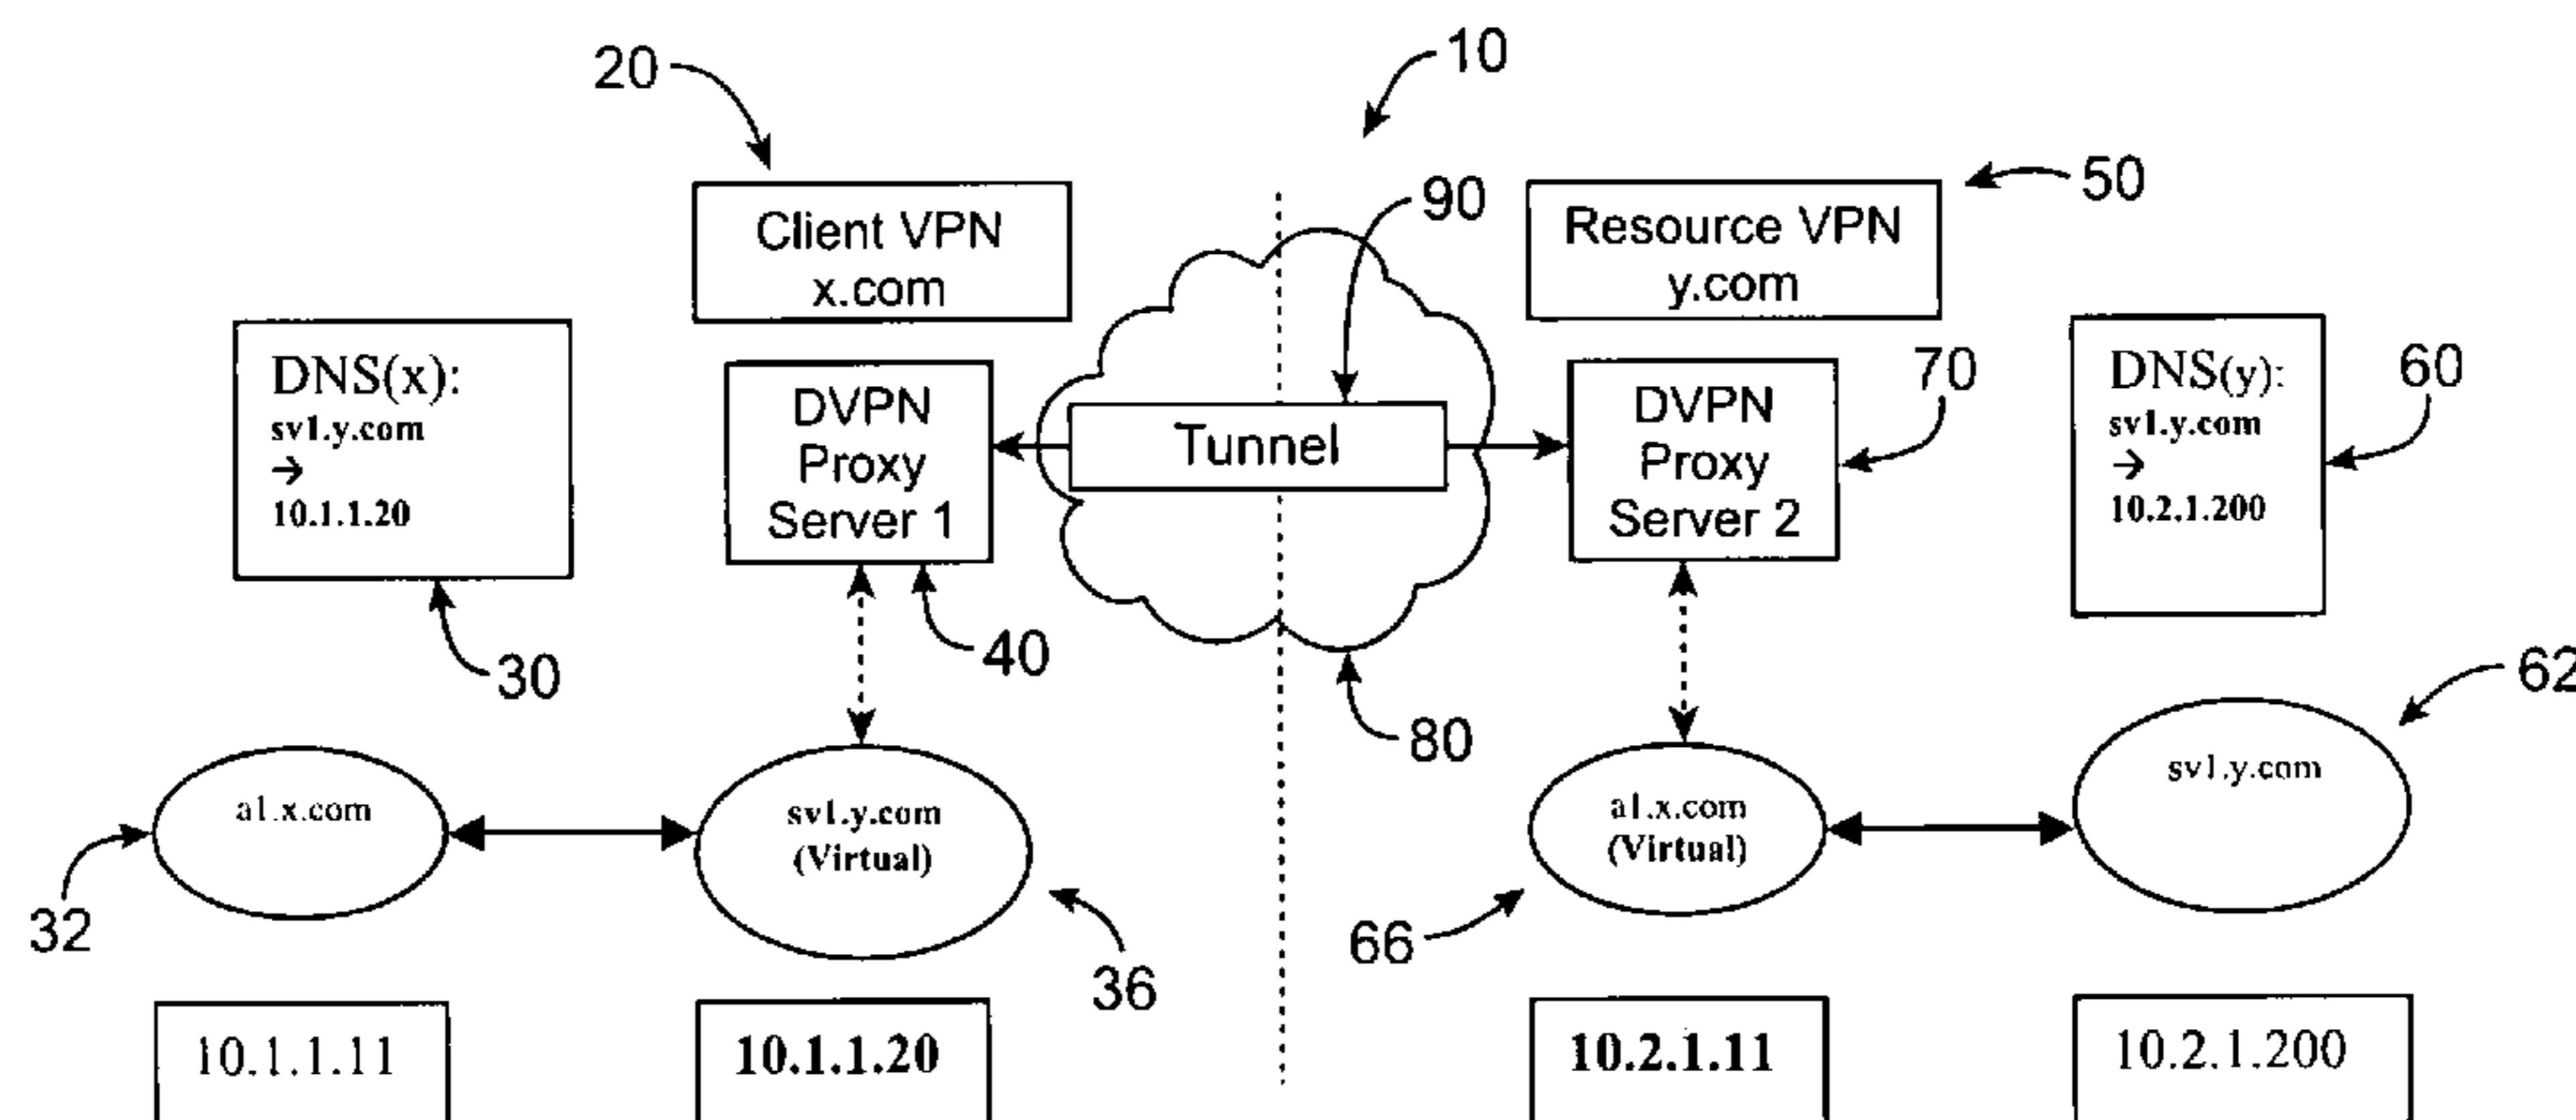 20
10
Client VPN
x.com
90
Resource VPN
y.com
50
DNS(x):
sv1.y.com
→
10.1.1.20
DVPN
Proxy
Server 1
Tunnel
DVPN
Proxy
Server 2
70
DNS(y):
sv1.y.com
→
10.2.1.200
60
30
40
80
62
a1.x.com
sv1.y.com
(Virtual)
a1.x.com
(Virtual)
sv1.y.com
32
36
66
10.1.1.11
10.1.1.20
10.2.1.11
10.2.1.200